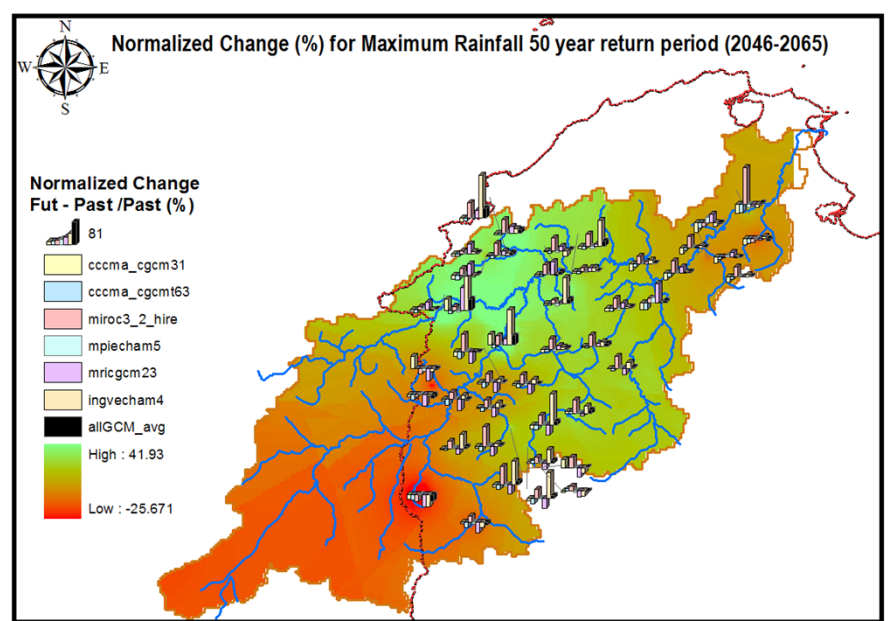 N
Normalized Change (%) for Maximum Rainfall 50 year return period (2046-2065)
W E
S
Normalized Change
Fut - Past /Past (%)
81
cccma_cgcm31
cccma_cgcmt63
miroc3_2_hire
mpiecham5
mricgcm23
ingvecham4
allGCM_avg
High : 41.93
Low : -25.671